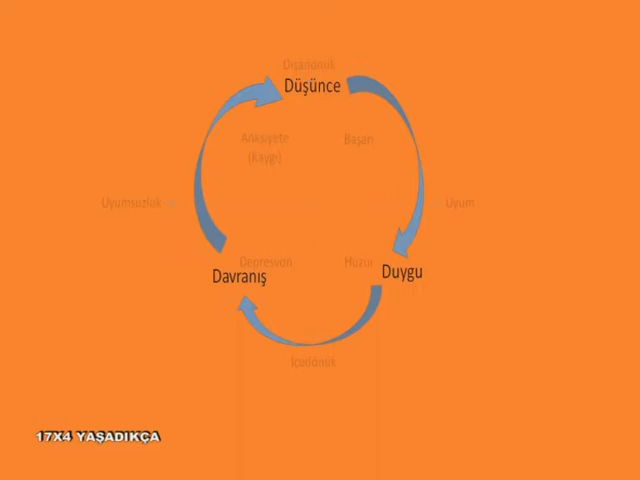 Dışadönük
Düşünce
Anksiyete
(Kaygı)
Başarı
Uyumsuzluk
Uyum
Depresyon
Huzur
Davranış
Duygu
İçedönük
17X4 YAŞADIKÇA